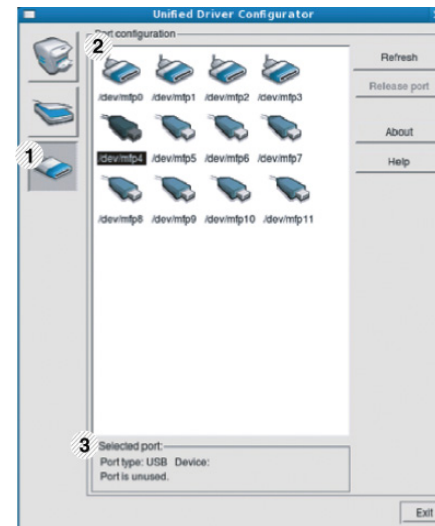 Unified Driver Configurator
2
Port configuration
Refresh
/dev/mfp0 /dev/mfp1 /dev/mfp2 /dev/mfp3
Release port
About
1
/dev/mfp4 /dev/mfp5 /dev/mfp6 /dev/mfp7
Help
/dev/mfp8 /dev/mfp9 /dev/mfp10 /dev/mfp11
3
Selected port:
Port type: USB Device:
Port is unused.
Exit